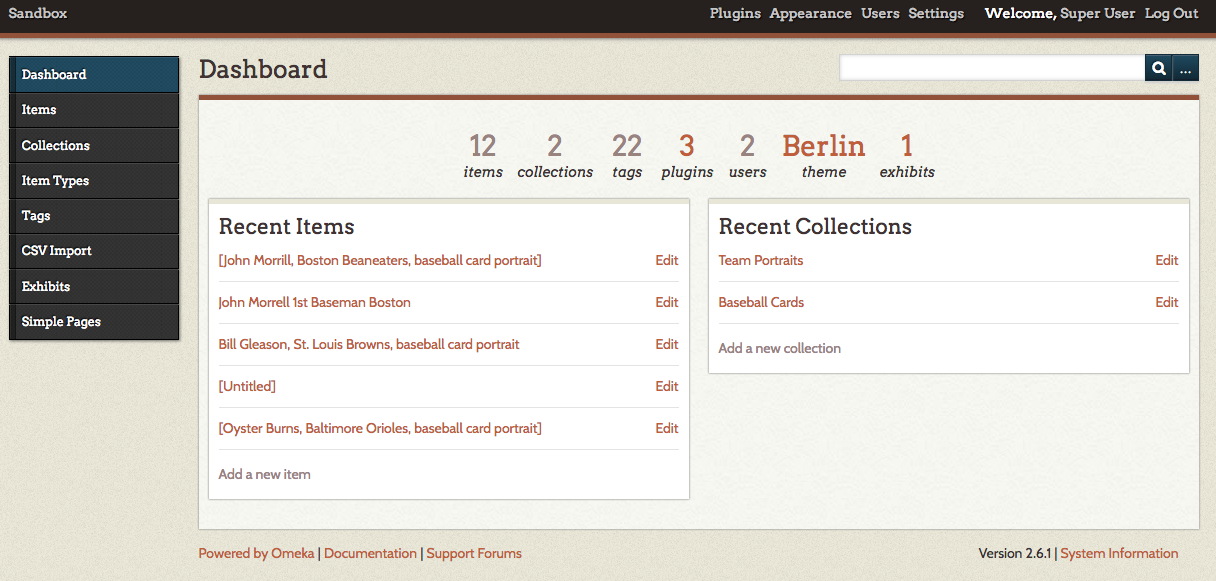 Sandbox
Plugins Appearance Users Settings Welcome, Super User Log Out
Dashboard
Items
Collections
Item Types
Tags
CSV Import
Exhibits
Simple Pages
Dashboard
...
12 2 22 3 2 Berlin 1
items collections tags plugins users theme exhibits
Recent Items
[John Morrill, Boston Beaneaters, baseball card portrait] Edit
John Morrell 1st Baseman Boston Edit
Bill Gleason, St. Louis Browns, baseball card portrait Edit
[Untitled] Edit
[Oyster Burns, Baltimore Orioles, baseball card portrait] Edit
Add a new item
Recent Collections
Team Portraits Edit
Baseball Cards Edit
Add a new collection
Powered by Omeka | Documentation | Support Forums
Version 2.6.1 | System Information